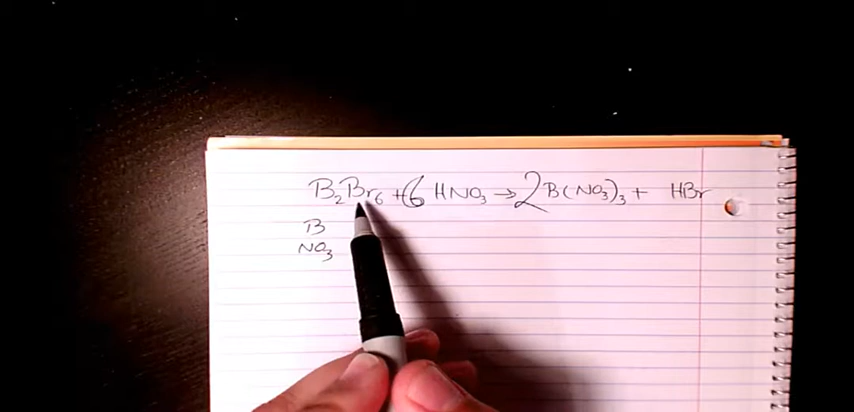 B₂Br₆ + 6 HNO₃ → 2 B(NO₃)₃ + HBr
B
NO₃